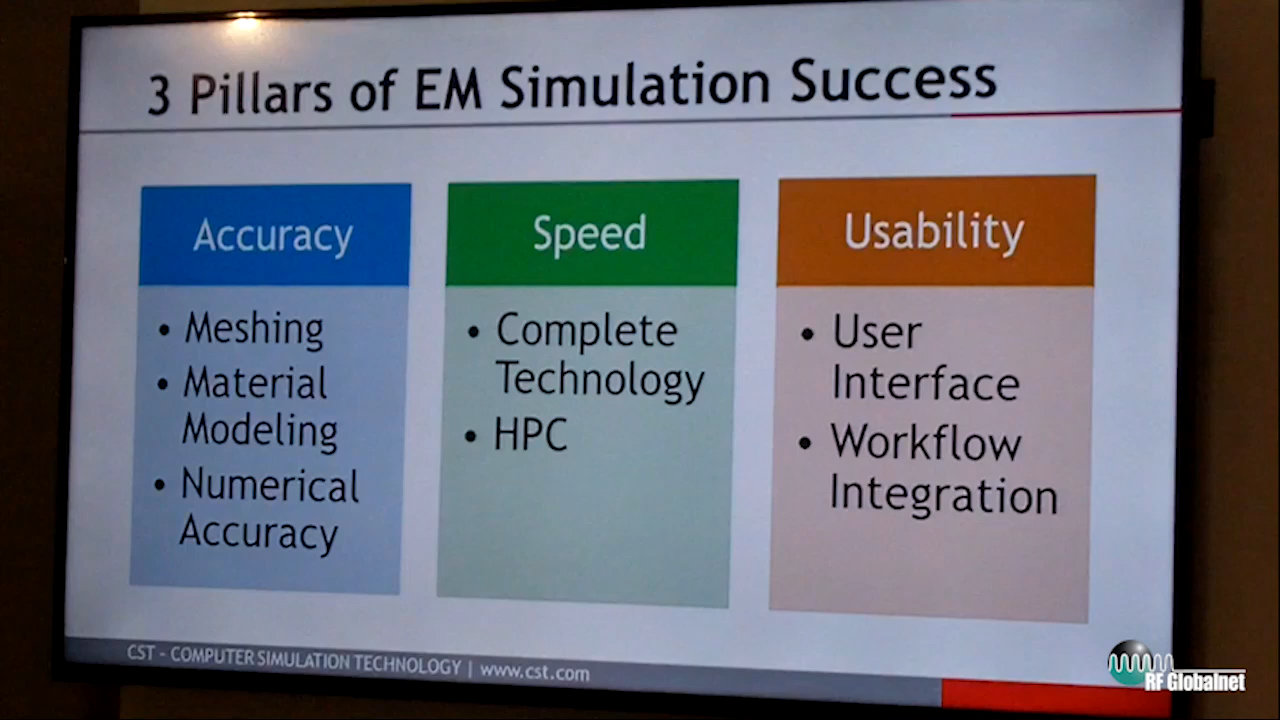 3 Pillars of EM Simulation Success
Accuracy
• Meshing
• Material
Modeling
• Numerical
Accuracy
Speed
• Complete
Technology
• HPC
Usability
• User
Interface
• Workflow
Integration
CST - COMPUTER SIMULATION TECHNOLOGY | www.cst.com
RF Globalnet